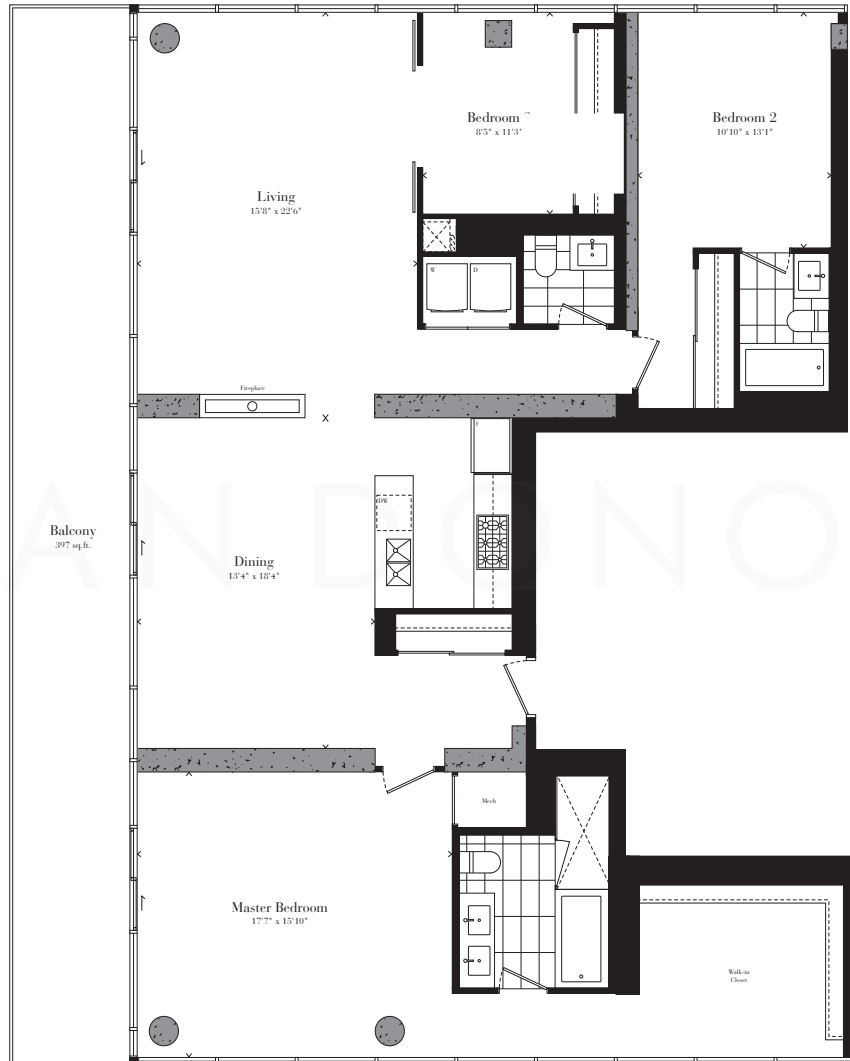 Bedroom
8'5" x 11'3"
Bedroom 2
10'10" x 13'1"
Living
15'8" x 22'6"
W
D
Fireplace
F
DW
Balcony
397 sq.ft.
Dining
13'4" x 18'4"
Mech
Master Bedroom
17'7" x 15'10"
Walk-in
Closet